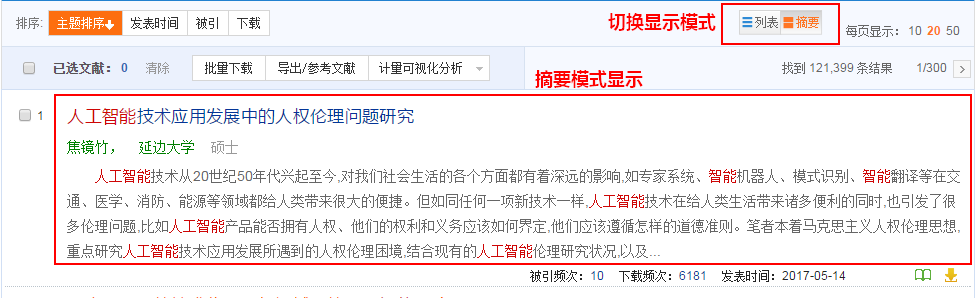 排序: 主题排序 发表时间 被引 下载 切换显示模式 列表 摘要 每页显示: 10 20 50
已选文献: 0 清除 批量下载 导出/参考文献 计量可视化分析 找到 121,399 条结果 1/300
摘要模式显示
1 人工智能技术应用发展中的人权伦理问题研究
焦镜竹, 延边大学 硕士
人工智能技术从20世纪50年代兴起至今,对我们社会生活的各个方面都有着深远的影响,如专家系统、智能机器人、模式识别、智能翻译等在交
通、医学、消防、能源等领域都给人类带来很大的便捷。但如同任何一项新技术一样,人工智能技术在给人类生活带来诸多便利的同时,也引发了很
多伦理问题,比如人工智能产品能否拥有人权、他们的权利和义务应该如何界定,他们应该遵循怎样的道德准则。笔者本着马克思主义人权伦理思想,
重点研究人工智能技术应用发展所遇到的人权伦理困境,结合现有的人工智能伦理研究状况,以及...
被引频次: 10 下载频次: 6181 发表时间: 2017-05-14